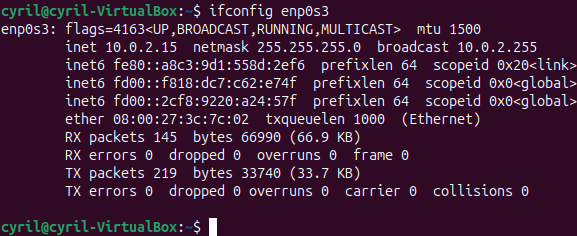 cyril@cyril-VirtualBox:~$ ifconfig enp0s3
enp0s3: flags=4163<UP,BROADCAST,RUNNING,MULTICAST>  mtu 1500
        inet 10.0.2.15  netmask 255.255.255.0  broadcast 10.0.2.255
        inet6 fe80::a8c3:9d1:558d:2ef6  prefixlen 64  scopeid 0x20<link>
        inet6 fd00::f818:dc7:c62:e74f  prefixlen 64  scopeid 0x0<global>
        inet6 fd00::2cf8:9220:a24:57f  prefixlen 64  scopeid 0x0<global>
        ether 08:00:27:3c:7c:02  txqueuelen 1000  (Ethernet)
        RX packets 145  bytes 66990 (66.9 KB)
        RX errors 0  dropped 0  overruns 0  frame 0
        TX packets 219  bytes 33740 (33.7 KB)
        TX errors 0  dropped 0 overruns 0  carrier 0  collisions 0
cyril@cyril-VirtualBox:~$